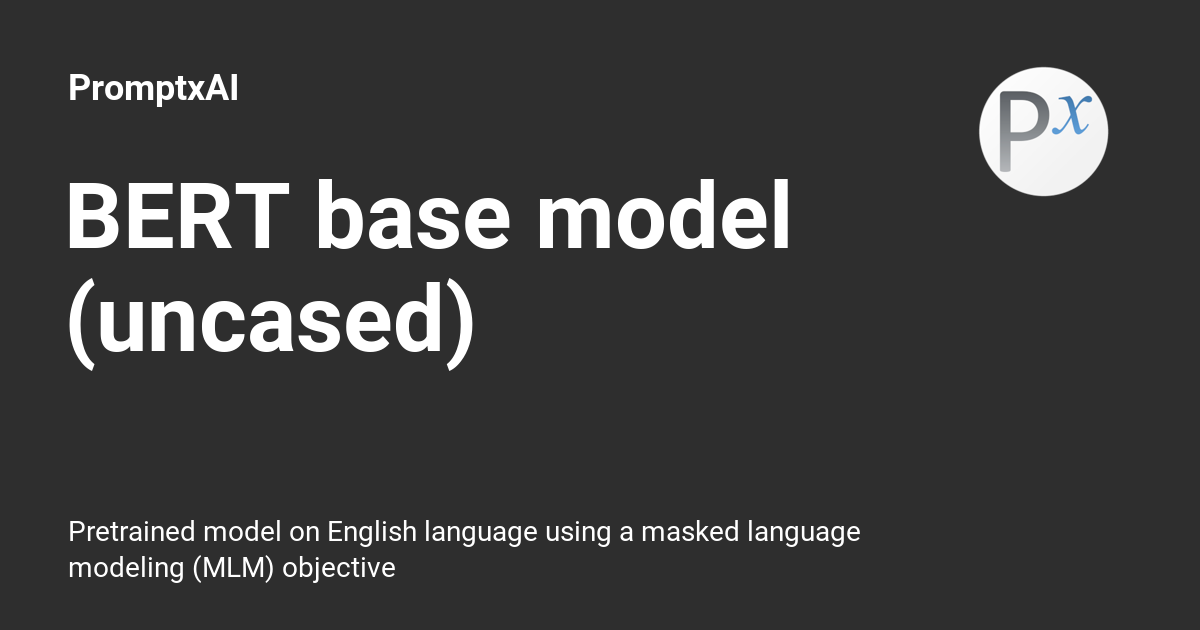 PromptxAI
Px
BERT base model
(uncased)
Pretrained model on English language using a masked language
modeling (MLM) objective